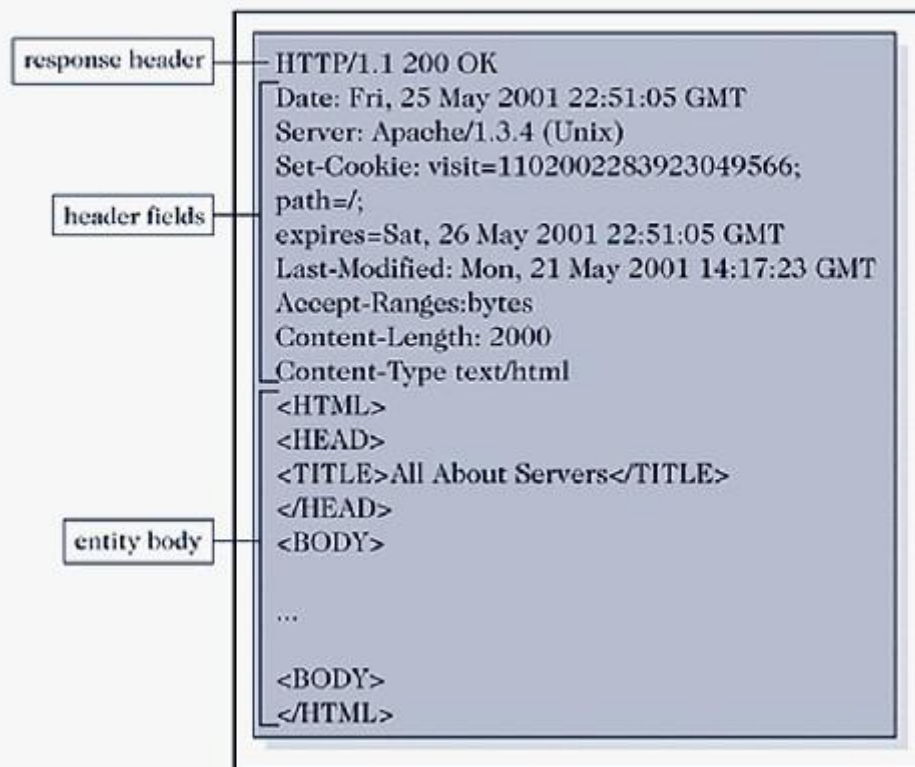 response header
HTTP/1.1 200 OK
header fields
Date: Fri, 25 May 2001 22:51:05 GMT
Server: Apache/1.3.4 (Unix)
Set-Cookie: visit=11020022839​23049566;
path=/;
expires=Sat, 26 May 2001 22:51:05 GMT
Last-Modified: Mon, 21 May 2001 14:17:23 GMT
Accept-Ranges:bytes
Content-Length: 2000
Content-Type text/html
entity body
<HTML>
<HEAD>
<TITLE>All About Servers</TITLE>
</HEAD>
<BODY>
...
<BODY>
</HTML>